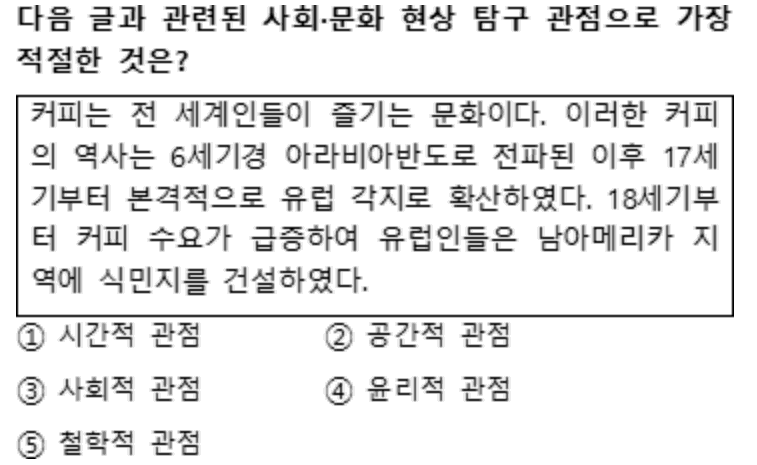 다음 글과 관련된 사회·문화 현상 탐구 관점으로 가장
적절한 것은?
커피는 전 세계인들이 즐기는 문화이다. 이러한 커피
의 역사는 6세기경 아라비아반도로 전파된 이후 17세
기부터 본격적으로 유럽 각지로 확산하였다. 18세기부
터 커피 수요가 급증하여 유럽인들은 남아메리카 지
역에 식민지를 건설하였다.
① 시간적 관점 ② 공간적 관점
③ 사회적 관점 ④ 윤리적 관점
⑤ 철학적 관점